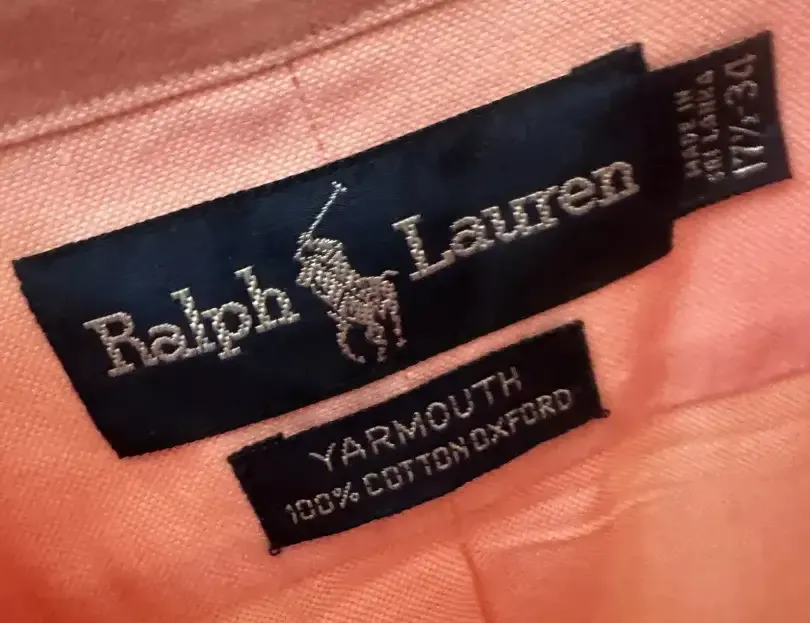 Ralph Lauren
MADE IN
SRI LANKA
17½-34
YARMOUTH
100% COTTON OXFORD